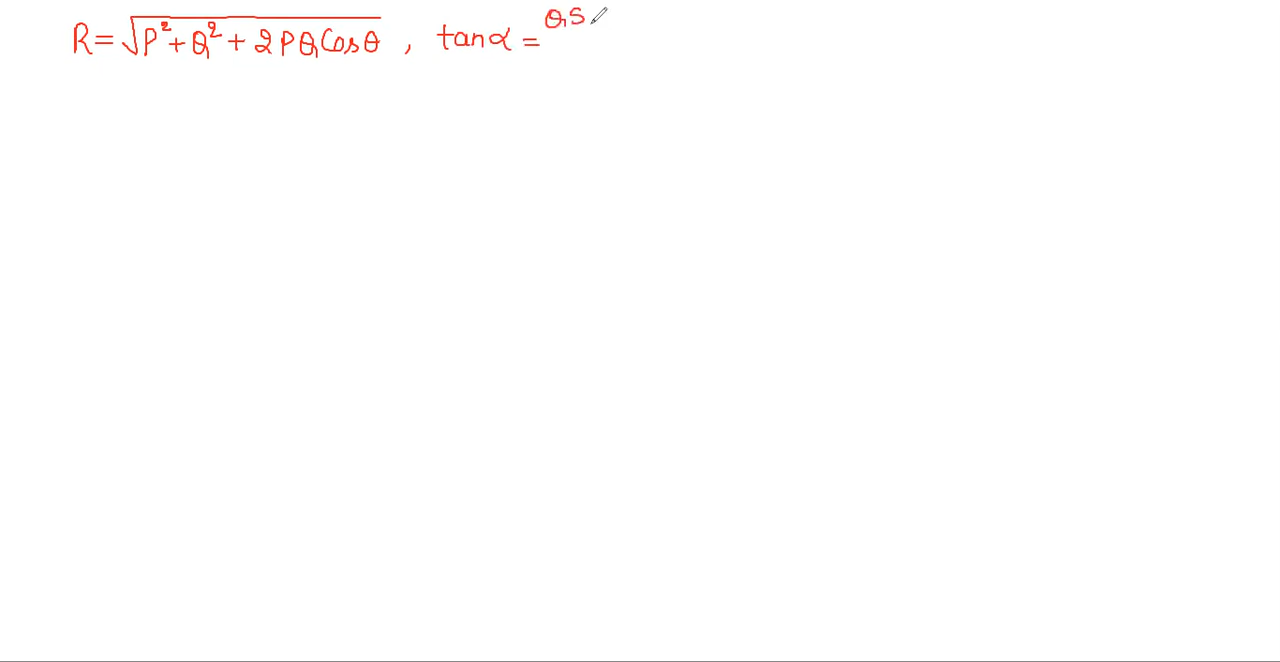 R = √(P² + Q² + 2PQ Cosθ) , tanα = QS